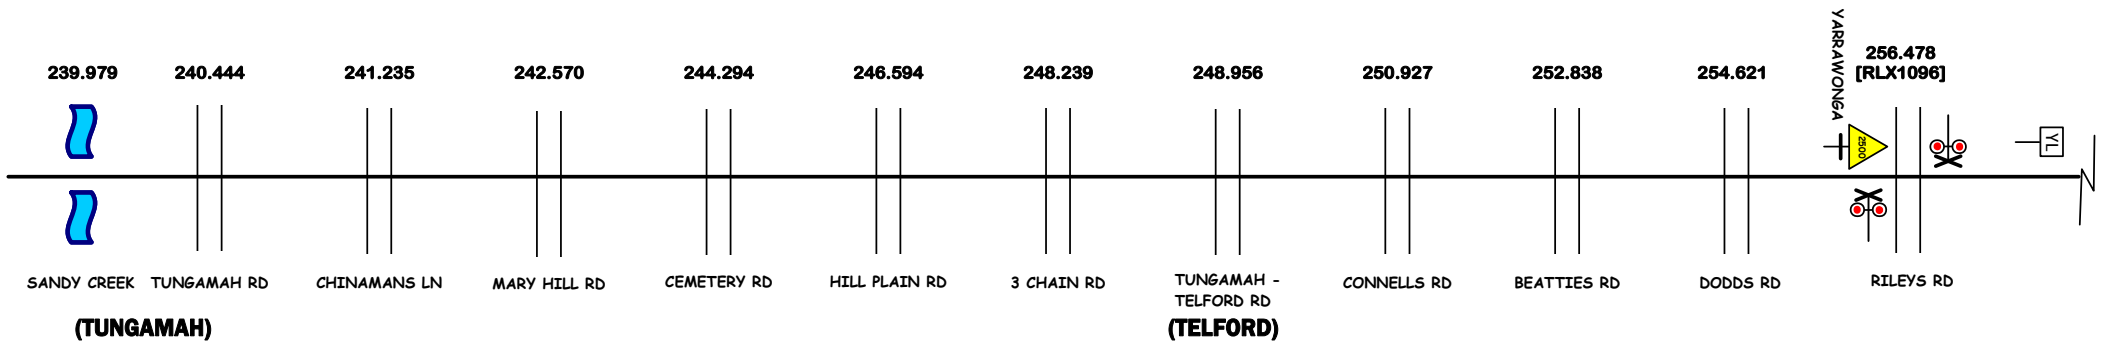 YARRAWONGA
239.979 240.444 241.235 242.570 244.294 246.594 248.239 248.956 250.927 252.838 254.621 256.478
[RLX1096]
2500
YL
SANDY CREEK TUNGAMAH RD CHINAMANS LN MARY HILL RD CEMETERY RD HILL PLAIN RD 3 CHAIN RD TUNGAMAH - CONNELLS RD BEATTIES RD DODDS RD RILEYS RD
TELFORD RD
(TUNGAMAH) (TELFORD)